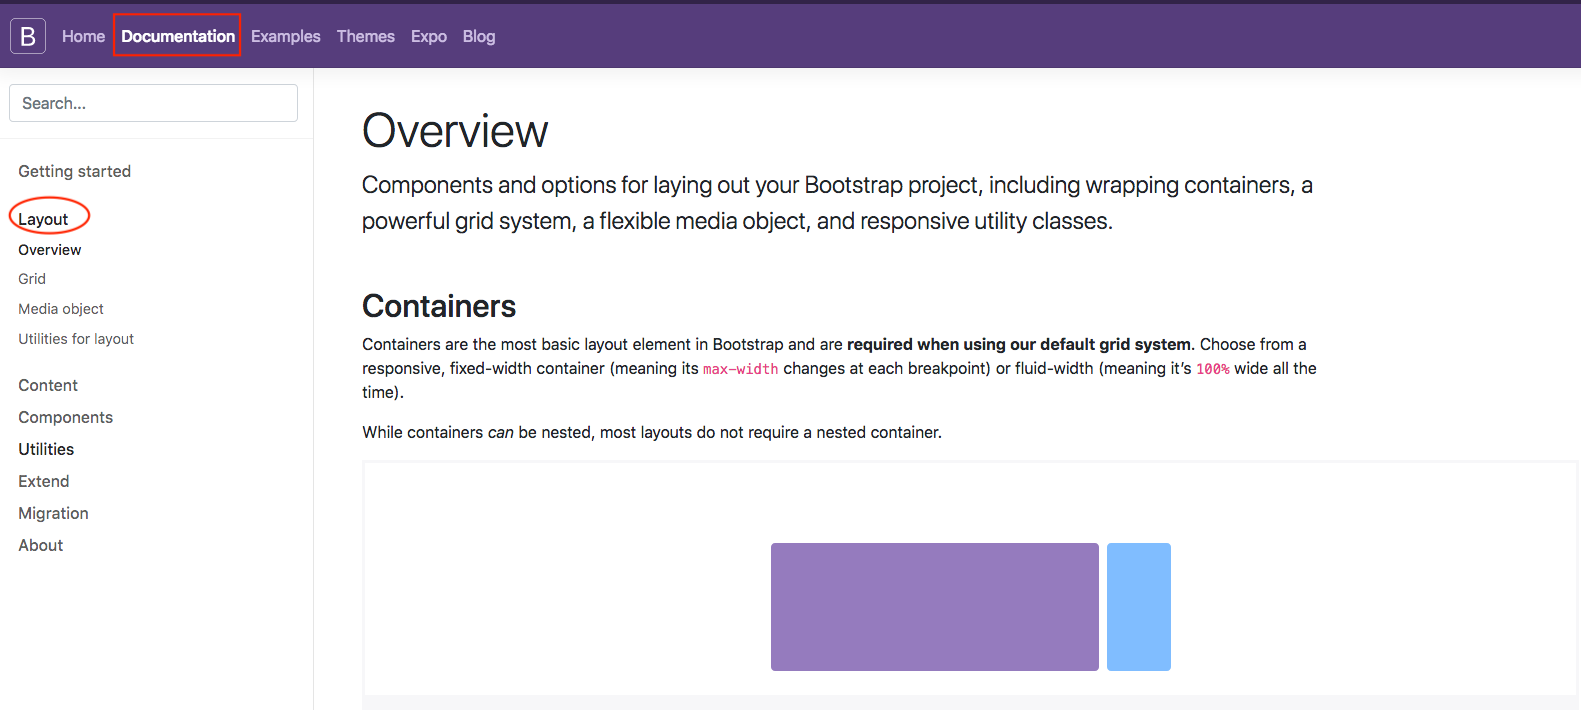 B Home Documentation Examples Themes Expo Blog
Search...
Getting started
Layout
Overview
Grid
Media object
Utilities for layout
Content
Components
Utilities
Extend
Migration
About
Overview
Components and options for laying out your Bootstrap project, including wrapping containers, a
powerful grid system, a flexible media object, and responsive utility classes.
Containers
Containers are the most basic layout element in Bootstrap and are required when using our default grid system. Choose from a
responsive, fixed-width container (meaning its max-width changes at each breakpoint) or fluid-width (meaning it’s 100% wide all the
time).
While containers can be nested, most layouts do not require a nested container.